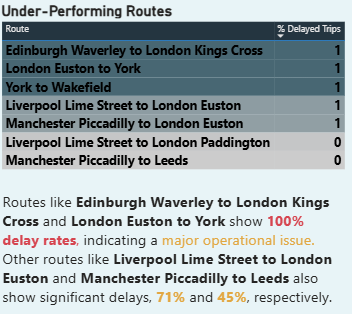 Under-Performing Routes
Route % Delayed Trips
Edinburgh Waverley to London Kings Cross 1
London Euston to York 1
York to Wakefield 1
Liverpool Lime Street to London Euston 1
Manchester Piccadilly to London Euston 1
Liverpool Lime Street to London Paddington 0
Manchester Piccadilly to Leeds 0
Routes like Edinburgh Waverley to London Kings
Cross and London Euston to York show 100%
delay rates, indicating a major operational issue.
Other routes like Liverpool Lime Street to London
Euston and Manchester Piccadilly to Leeds also
show significant delays, 71% and 45%, respectively.